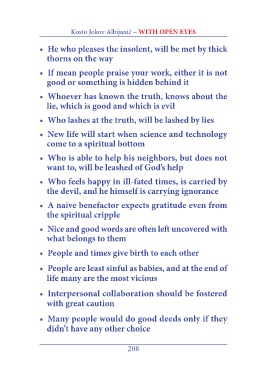 Kosto Jokov Albijanić – WITH OPEN EYES
• He who pleases the insolent, will be met by thick
thorns on the way
• If mean people praise your work, either it is not
good or something is hidden behind it
• Whoever has known the truth, knows about the
lie, which is good and which is evil
• Who lashes at the truth, will be lashed by lies
• New life will start when science and technology
come to a spiritual bottom
• Who is able to help his neighbors, but does not
want to, will be leashed of God's help
• Who feels happy in ill-fated times, is carried by
the devil, and he himself is carrying ignorance
• A naive benefactor expects gratitude even from
the spiritual cripple
• Nice and good words are often left uncovered with
what belongs to them
• People and times give birth to each other
• People are least sinful as babies, and at the end of
life many are the most vicious
• Interpersonal collaboration should be fostered
with great caution
• Many people would do good deeds only if they
didn't have any other choice
208